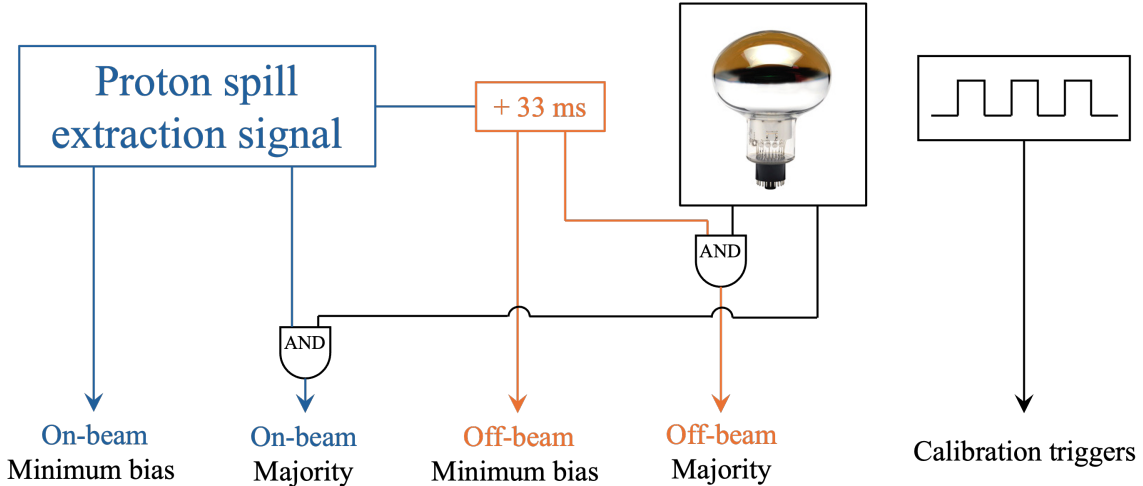 Proton spill
extraction signal
+ 33 ms
AND
AND
On-beam
Minimum bias
On-beam
Majority
Off-beam
Minimum bias
Off-beam
Majority
Calibration triggers